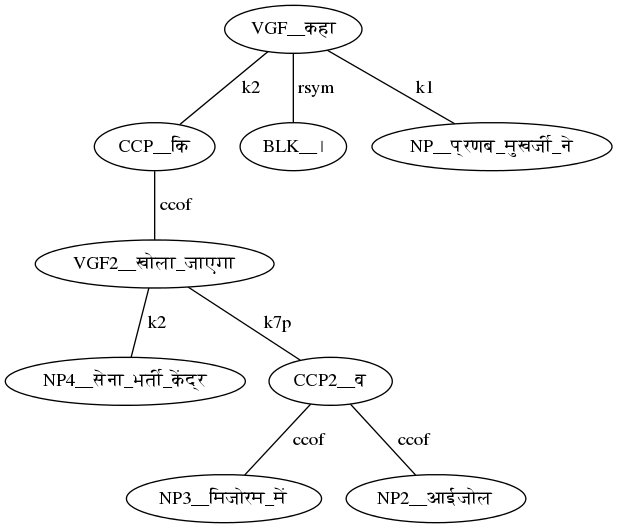 VGF__कहा
k2
rsym
k1
CCP__कि
BLK__।
NP__प्रणब_मुखर्जी_ने
ccof
VGF2__खोला_जाएगा
k2
k7p
NP4__सेना_भर्ती_केंद्र
CCP2__व
ccof
ccof
NP3__मिजोरम_में
NP2__आईजोल